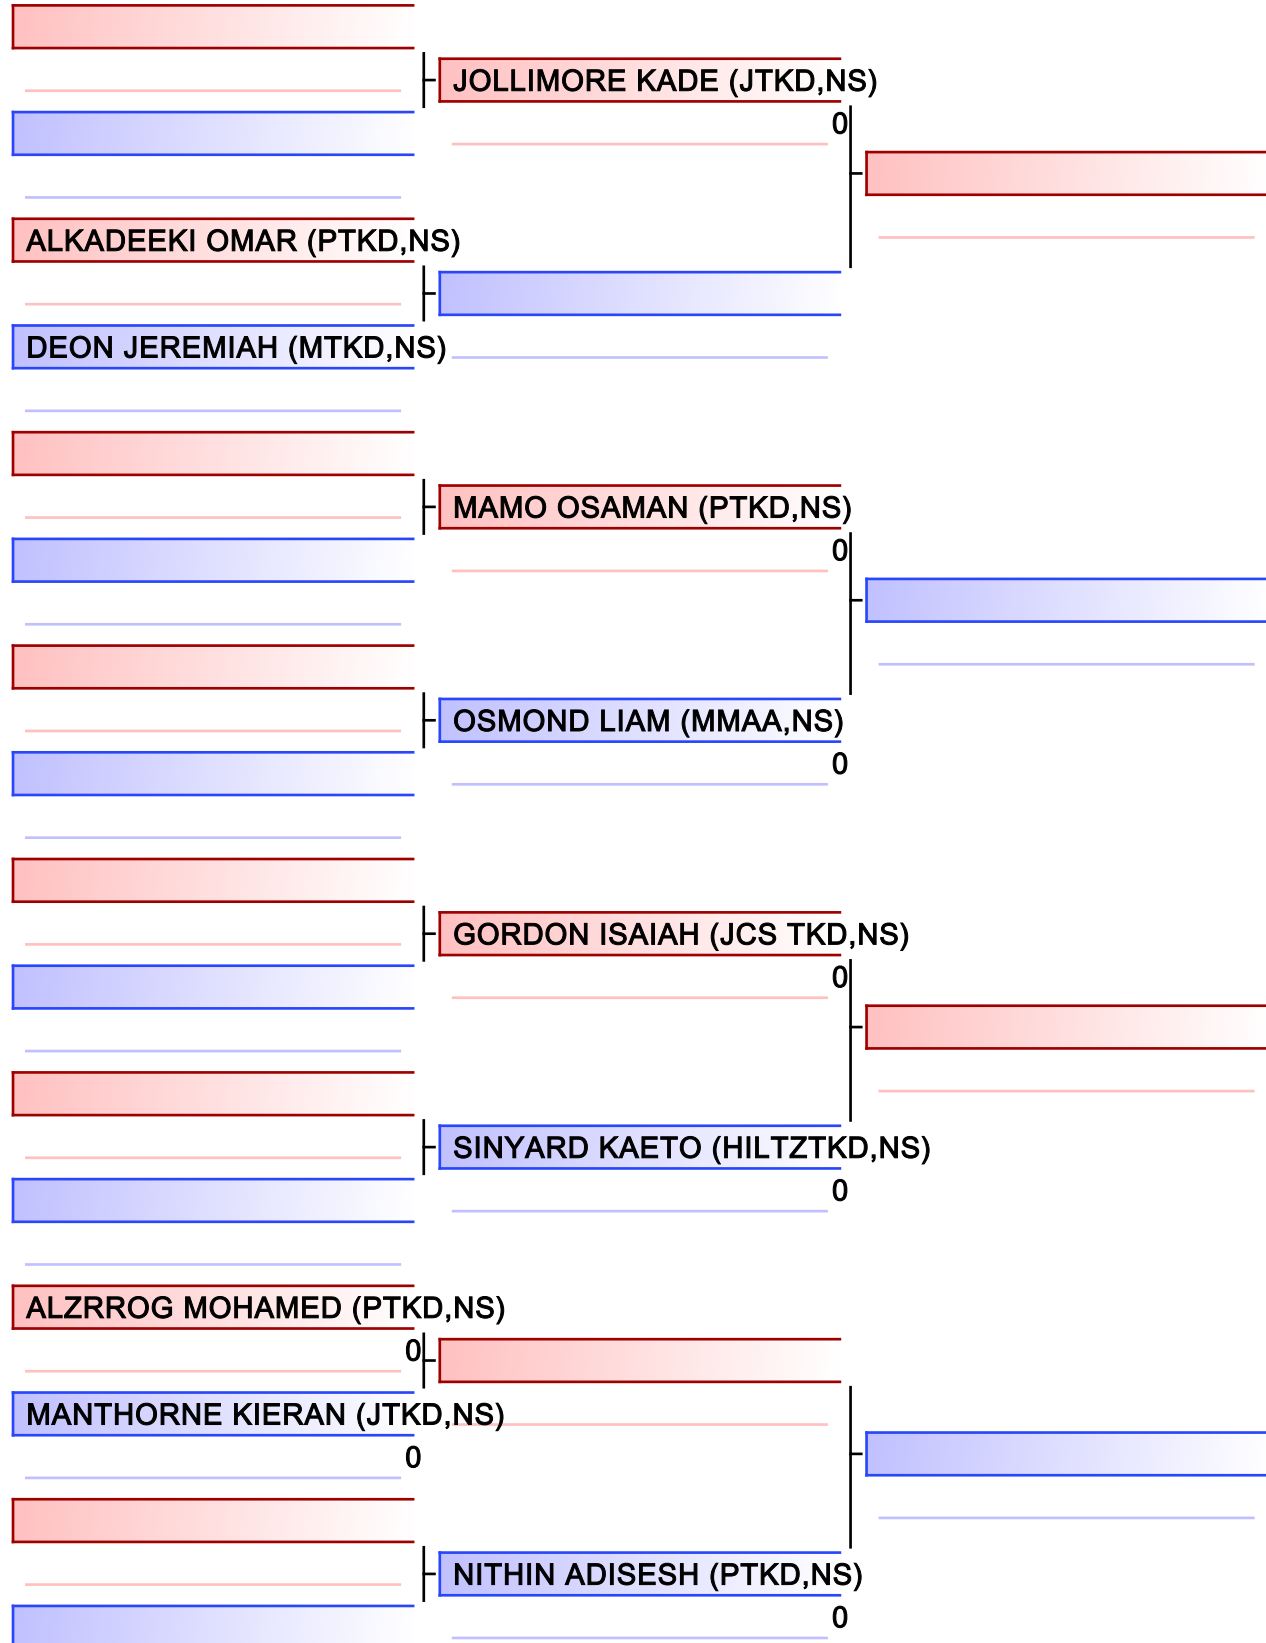 JOLLIMORE KADE (JTKD,NS)
0
ALKADEEKI OMAR (PTKD,NS)
DEON JEREMIAH (MTKD,NS)
MAMO OSAMAN (PTKD,NS)
0
OSMOND LIAM (MMAA,NS)
0
GORDON ISAIAH (JCS TKD,NS)
0
SINYARD KAETO (HILTZTKD,NS)
0
ALZRROG MOHAMED (PTKD,NS)
0
MANTHORNE KIERAN (JTKD,NS)
0
NITHIN ADISESH (PTKD,NS)
0